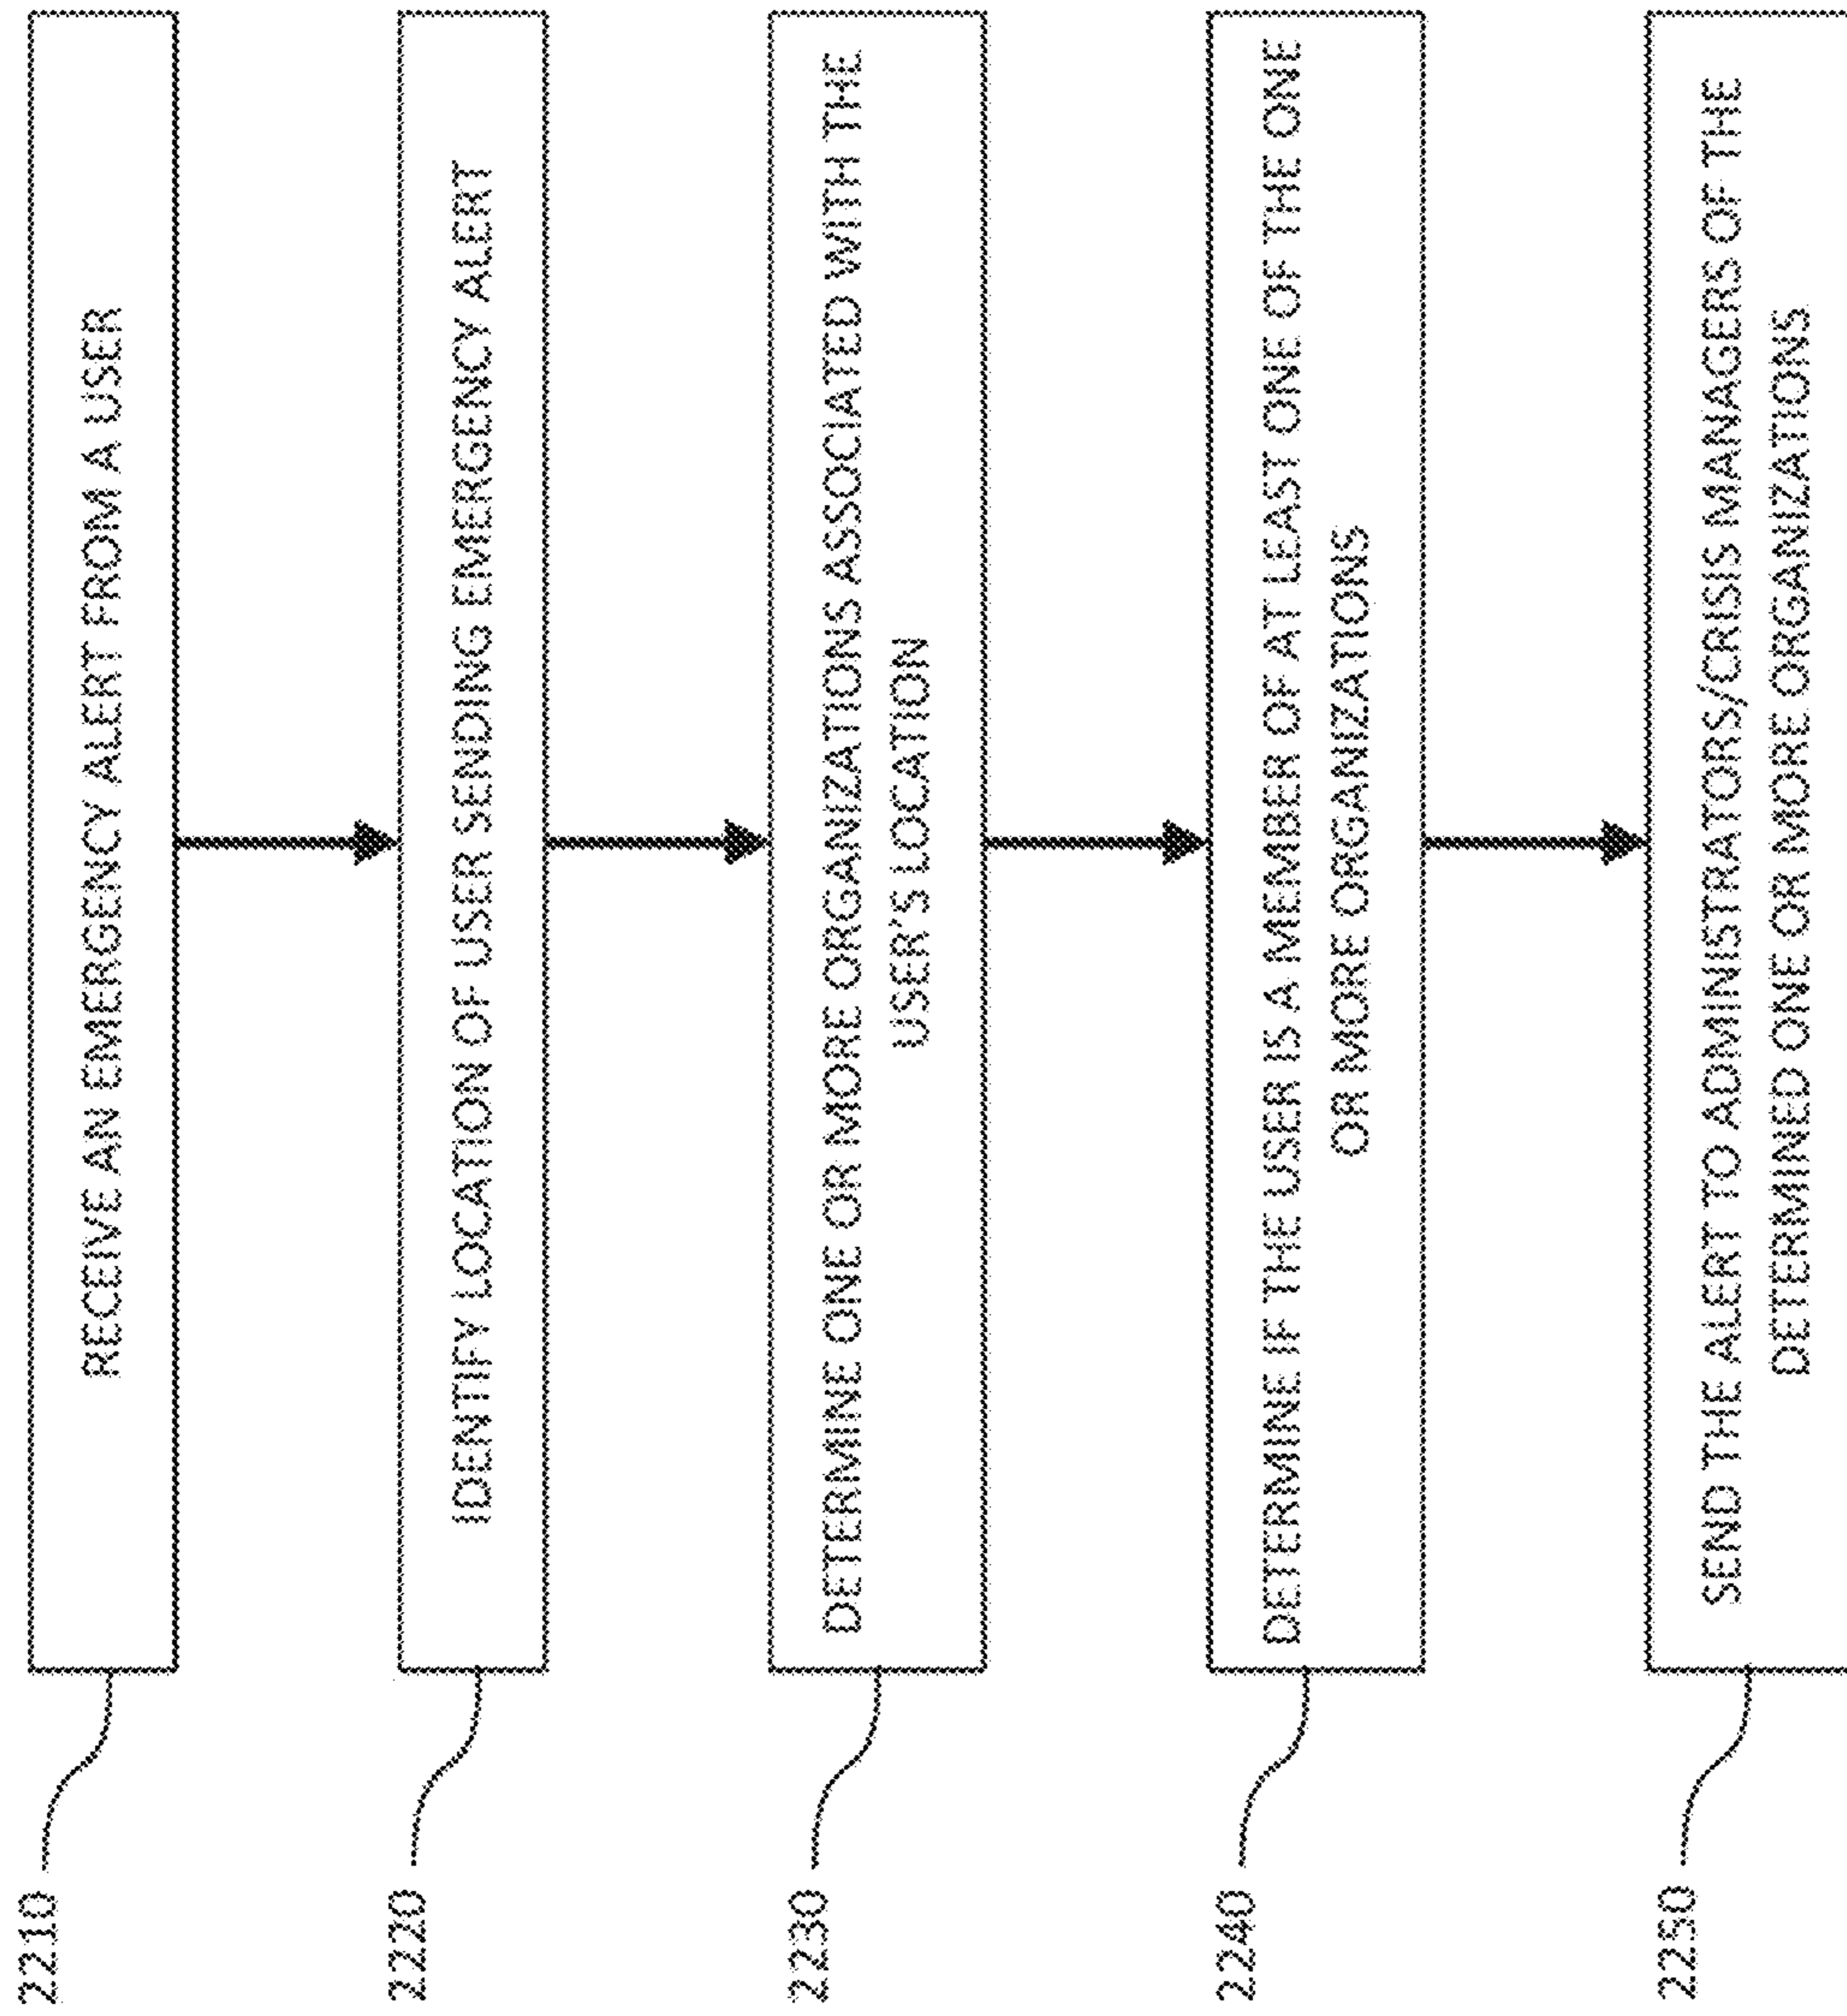 2210
RECEIVE AN EMERGENCY ALERT FROM A USER
2220
IDENTIFY LOCATION OF USER SENDING EMERGENCY ALERT
2230
DETERMINE ONE OR MORE ORGANIZATIONS ASSOCIATED WITH THE
USER'S LOCATION
2240
DETERMINE IF THE USER IS A MEMBER OF AT LEAST ONE OF THE ONE
OR MORE ORGANIZATIONS
2250
SEND THE ALERT TO ADMINISTRATORS/CRISIS MANAGERS OF THE
DETERMINED ONE OR MORE ORGANIZATIONS